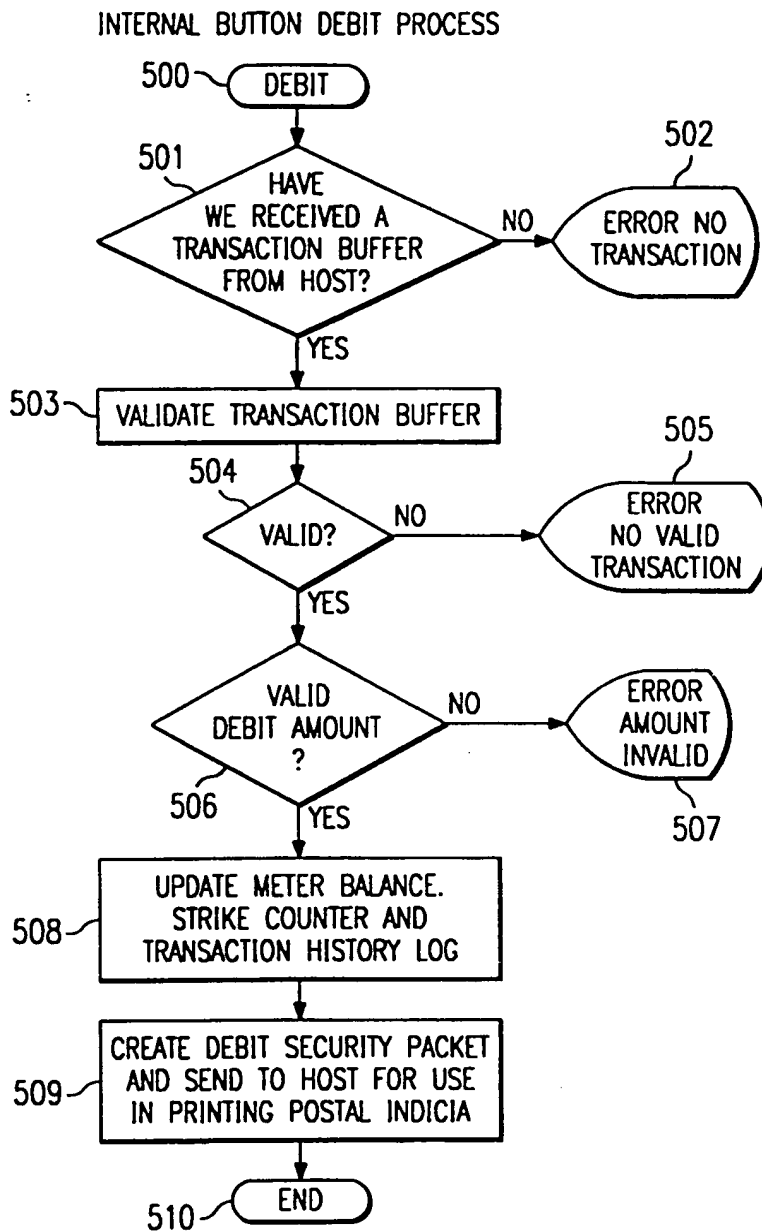 INTERNAL BUTTON DEBIT PROCESS
500
DEBIT
501
HAVE
WE RECEIVED A
TRANSACTION BUFFER
FROM HOST?
NO
502
ERROR NO
TRANSACTION
YES
503
VALIDATE TRANSACTION BUFFER
504
VALID?
NO
505
ERROR
NO VALID
TRANSACTION
YES
VALID
DEBIT AMOUNT
?
506
NO
ERROR
AMOUNT
INVALID
507
YES
508
UPDATE METER BALANCE.
STRIKE COUNTER AND
TRANSACTION HISTORY LOG
509
CREATE DEBIT SECURITY PACKET
AND SEND TO HOST FOR USE
IN PRINTING POSTAL INDICIA
510
END